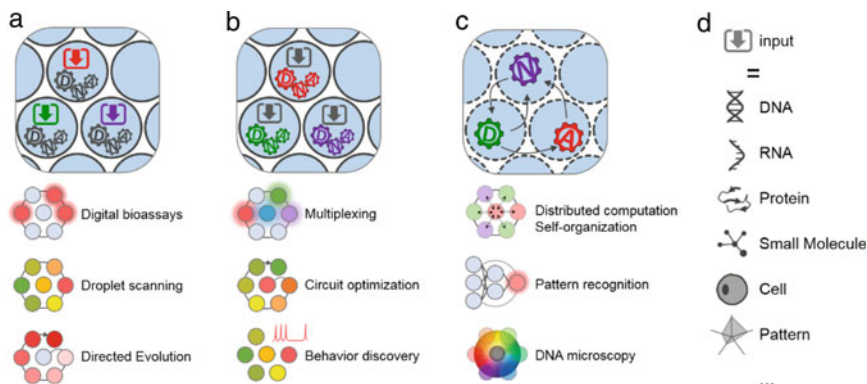 a
D N A
D N A
D N A
Digital bioassays
Droplet scanning
Directed Evolution
b
D N A
D N A
D N A
Multiplexing
Circuit optimization
Behavior discovery
c
N
D
A
Distributed computation
Self-organization
Pattern recognition
DNA microscopy
d
input
=
DNA
RNA
Protein
Small Molecule
Cell
Pattern